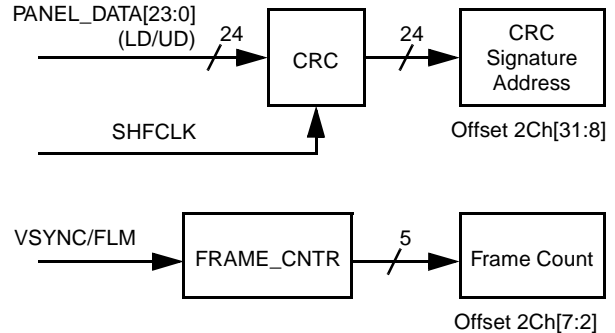 PANEL_DATA[23:0]
(LD/UD)
24
CRC
24
CRC
Signature
Address
SHFCLK
Offset 2Ch[31:8]
VSYNC/FLM
FRAME_CNTR
5
Frame Count
Offset 2Ch[7:2]